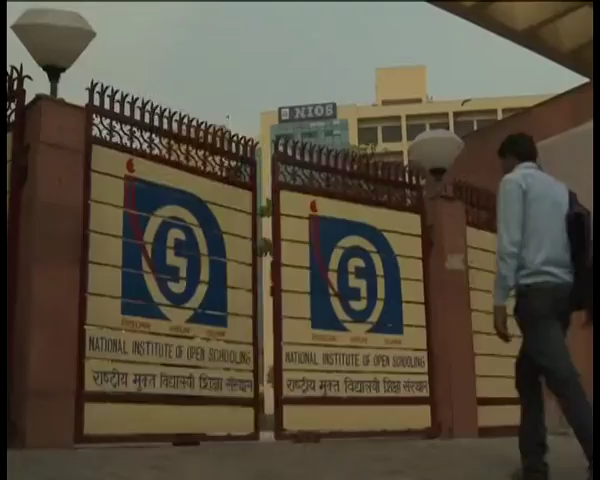 NIOS
NATIONAL INSTITUTE OF OPEN SCHOOLING
राष्ट्रीय मुक्त विद्यालयी शिक्षा संस्थान
NATIONAL INSTITUTE OF OPEN SCHOOLING
राष्ट्रीय मुक्त विद्यालयी शिक्षा संस्थान